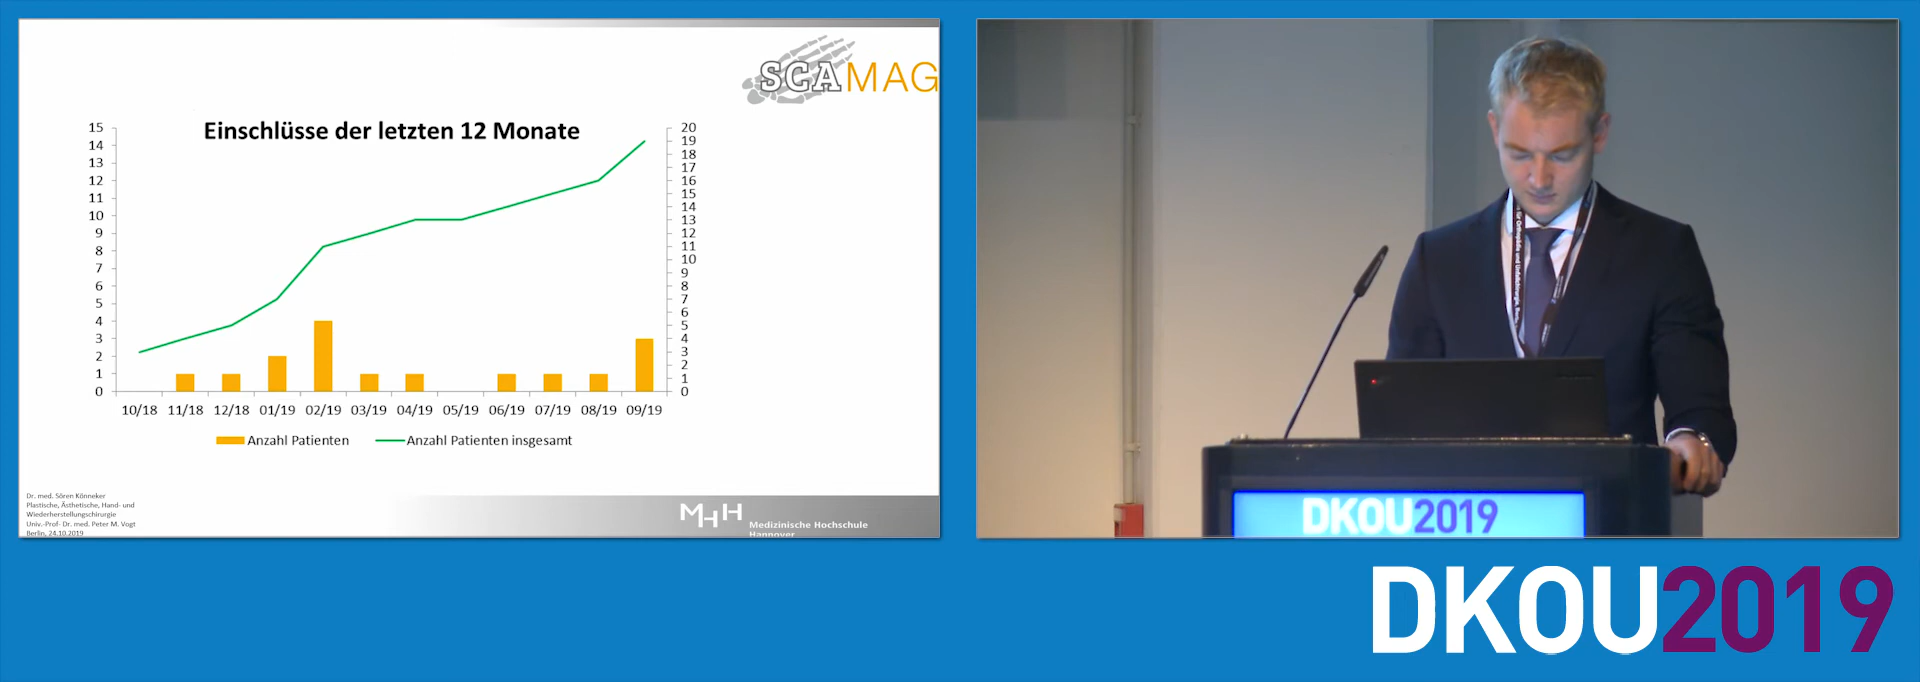 SCAMAG
Einschlüsse der letzten 12 Monate
15
14
13
12
11
10
9
8
7
6
5
4
3
2
1
0
20
19
18
17
16
15
14
13
12
11
10
9
8
7
6
5
4
3
2
1
0
10/18 11/18 12/18 01/19 02/19 03/19 04/19 05/19 06/19 07/19 08/19 09/19
Anzahl Patienten Anzahl Patienten insgesamt
Dr. med. Sören Könneker
Plastische, Ästhetische, Hand- und
Wiederherstellungschirurgie
Univ.-Prof- Dr. med. Peter M. Vogt
Berlin, 24.10.2019
MHH
Medizinische Hochschule
Hannover
für Orthopädie und Unfallchirurgie
DKOU2019
DKOU2019